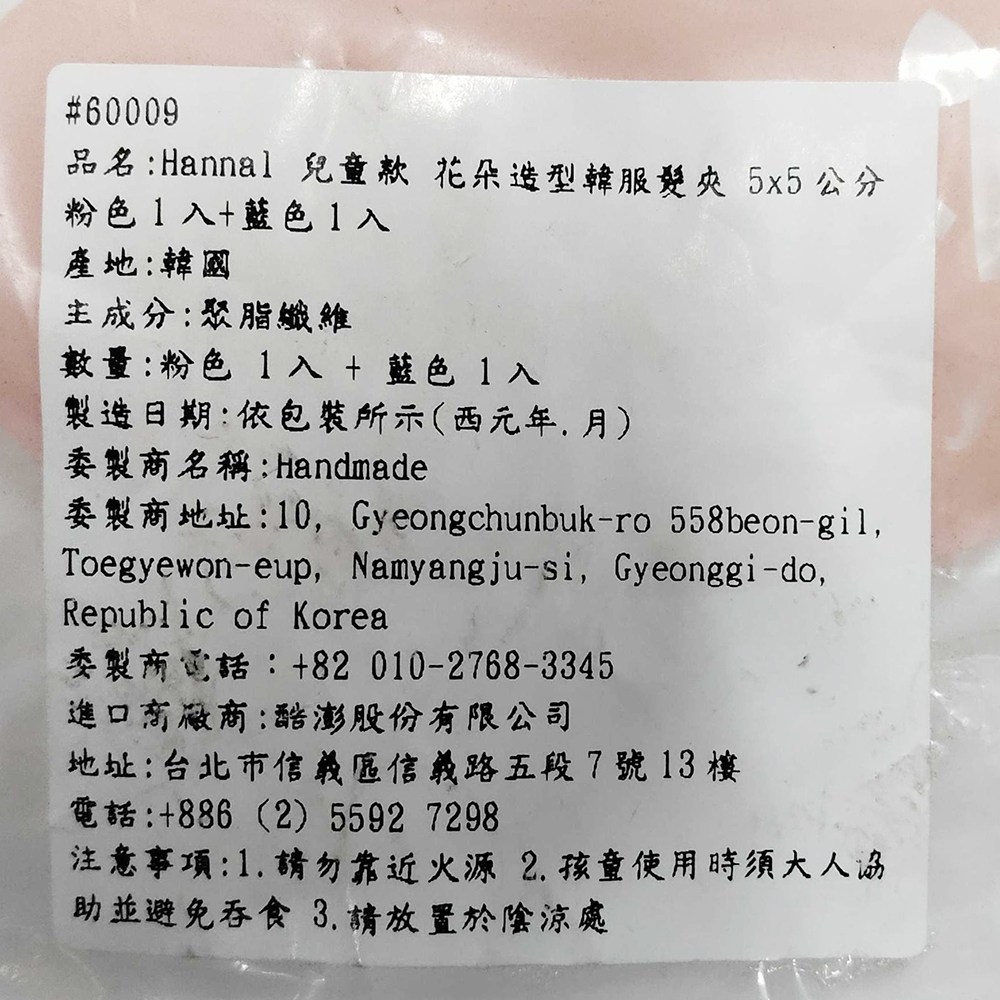 #60009
品名:Hannal 兒童款 花朵造型韓服髮夾 5x5公分
粉色1入+藍色1入
產地:韓國
主成分:聚脂纖維
數量:粉色 1入 + 藍色 1入
製造日期:依包裝所示(西元年.月)
委製商名稱:Handmade
委製商地址:10, Gyeongchunbuk-ro 558beon-gil,
Toegyewon-eup, Namyangju-si, Gyeonggi-do,
Republic of Korea
委製商電話：+82 010-2768-3345
進口商廠商:酷澎股份有限公司
地址:台北市信義區信義路五段7號13樓
電話:+886 (2) 5592 7298
注意事項:1.請勿靠近火源 2.孩童使用時須大人協
助並避免吞食 3.請放置於陰涼處